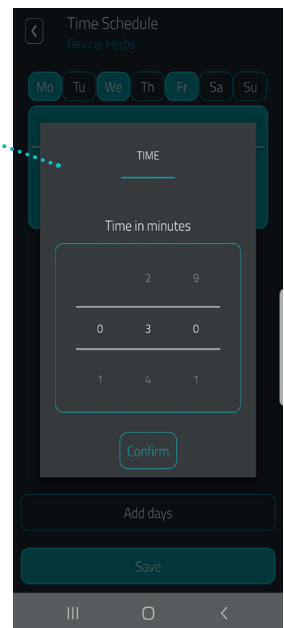 Time Schedule
Device: Herbs
Mo Tu We Th Fr Sa Su
TIME
Time in minutes
2 9
0 3 0
1 4 1
Confirm
Add days
Save